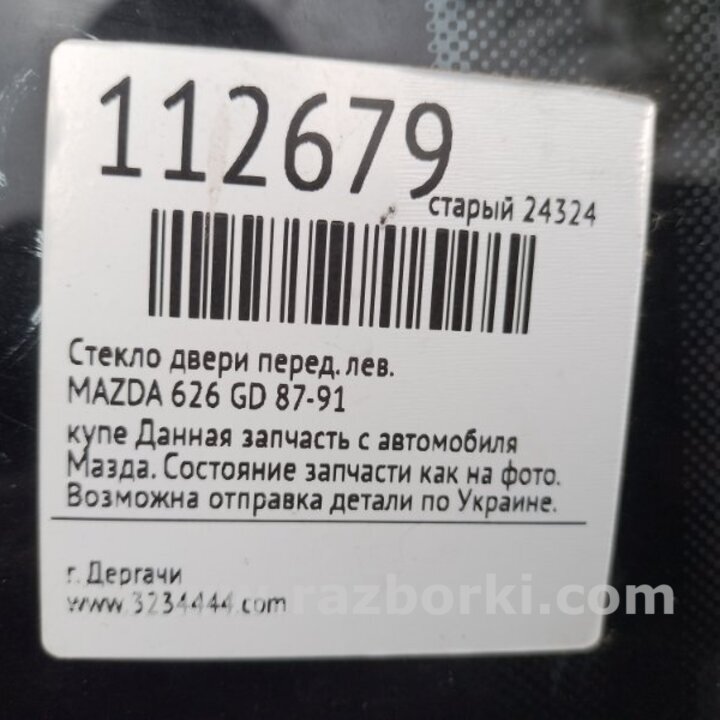 112679
старый 24324
Стекло двери перед. лев.
MAZDA 626 GD 87-91
купе Данная запчасть с автомобиля
Мазда. Состояние запчасти как на фото.
Возможна отправка детали по Украине.
г. Дергачи
www.3234444.com
www.razborki.com